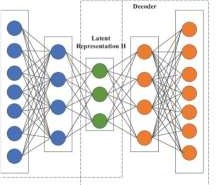 Decoder
Latent
Representation H